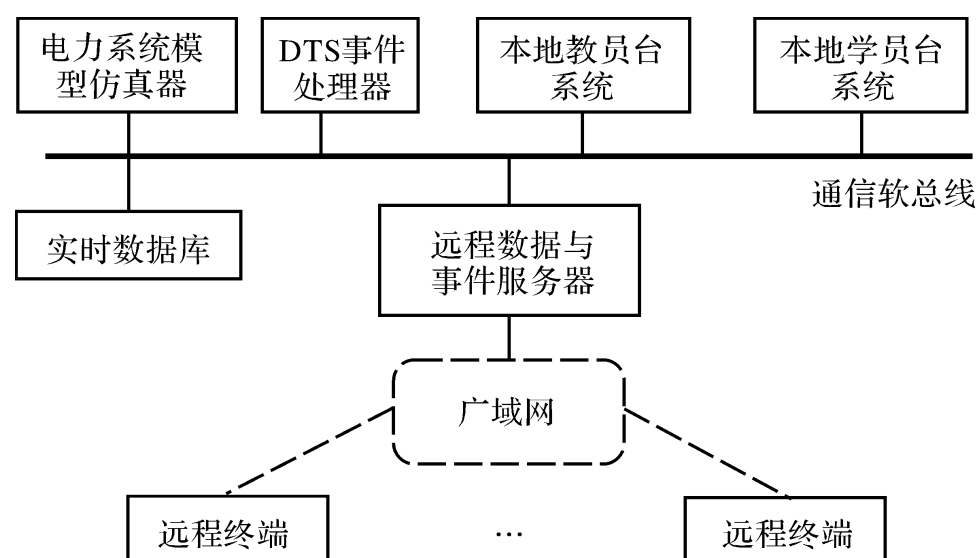 电力系统模
型仿真器
DTS事件
处理器
本地教员台
系统
本地学员台
系统
通信软总线
实时数据库
远程数据与
事件服务器
广域网
远程终端
...
远程终端